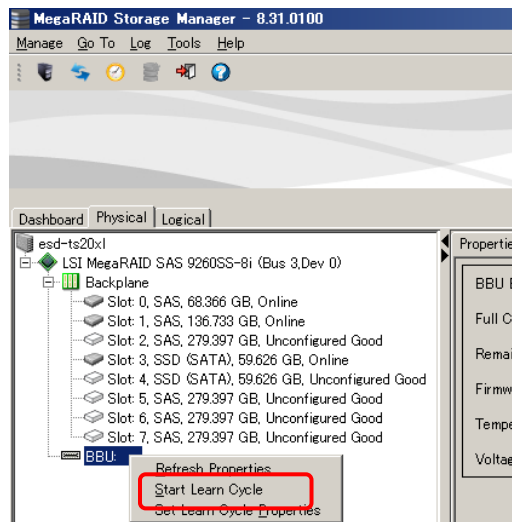 MegaRAID Storage Manager - 8.31.0100
Manage Go To Log Tools Help
Dashboard Physical Logical
esd-ts20xl
LSI MegaRAID SAS 9260SS-8i (Bus 3,Dev 0)
Backplane
Slot: 0, SAS, 68.366 GB, Online
Slot: 1, SAS, 136.733 GB, Online
Slot: 2, SAS, 279.397 GB, Unconfigured Good
Slot: 3, SSD (SATA), 59.626 GB, Online
Slot: 4, SSD (SATA), 59.626 GB, Unconfigured Good
Slot: 5, SAS, 279.397 GB, Unconfigured Good
Slot: 6, SAS, 279.397 GB, Unconfigured Good
Slot: 7, SAS, 279.397 GB, Unconfigured Good
BBU:
Refresh Properties
Start Learn Cycle
Set Learn Cycle Properties
Propertie
BBU
Full C
Remai
Firmw
Tempe
Voltag